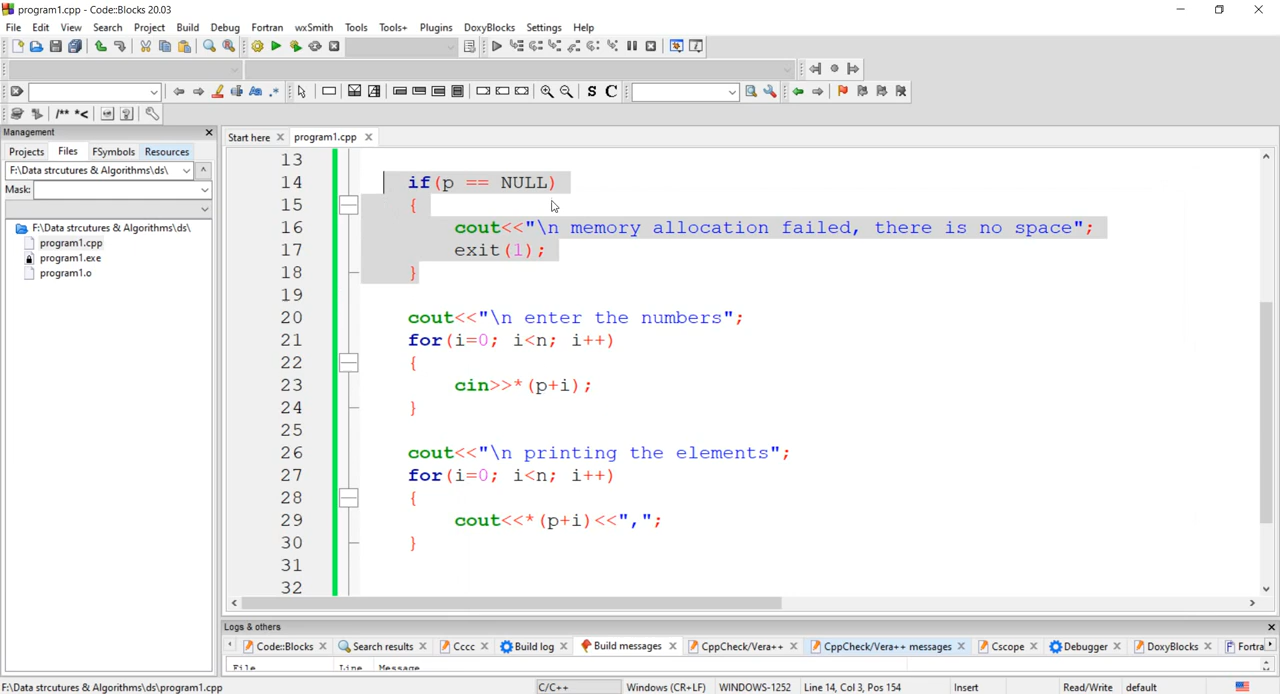 program1.cpp - Code::Blocks 20.03
File Edit View Search Project Build Debug Fortran wxSmith Tools Tools+ Plugins DoxyBlocks Settings Help
/** *< 
S C
Management
Projects Files FSymbols Resources
F:\Data strcutures & Algorithms\ds\
Mask:
F:\Data strcutures & Algorithms\ds\
program1.cpp
program1.exe
program1.o
Start here program1.cpp
13
14 if(p == NULL)
15 {
16 cout<<"\n memory allocation failed, there is no space";
17 exit(1);
18 }
19
20 cout<<"\n enter the numbers";
21 for(i=0; i<n; i++)
22 {
23 cin>>*(p+i);
24 }
25
26 cout<<"\n printing the elements";
27 for(i=0; i<n; i++)
28 {
29 cout<<*(p+i)<<",";
30 }
31
32
Logs & others
Code::Blocks Search results Cccc Build log Build messages CppCheck/Vera++ CppCheck/Vera++ messages Cscope Debugger DoxyBlocks Fortra
File Line Message
F:\Data strcutures & Algorithms\ds\program1.cpp C/C++ Windows (CR+LF) WINDOWS-1252 Line 14, Col 3, Pos 154 Insert Read/Write default